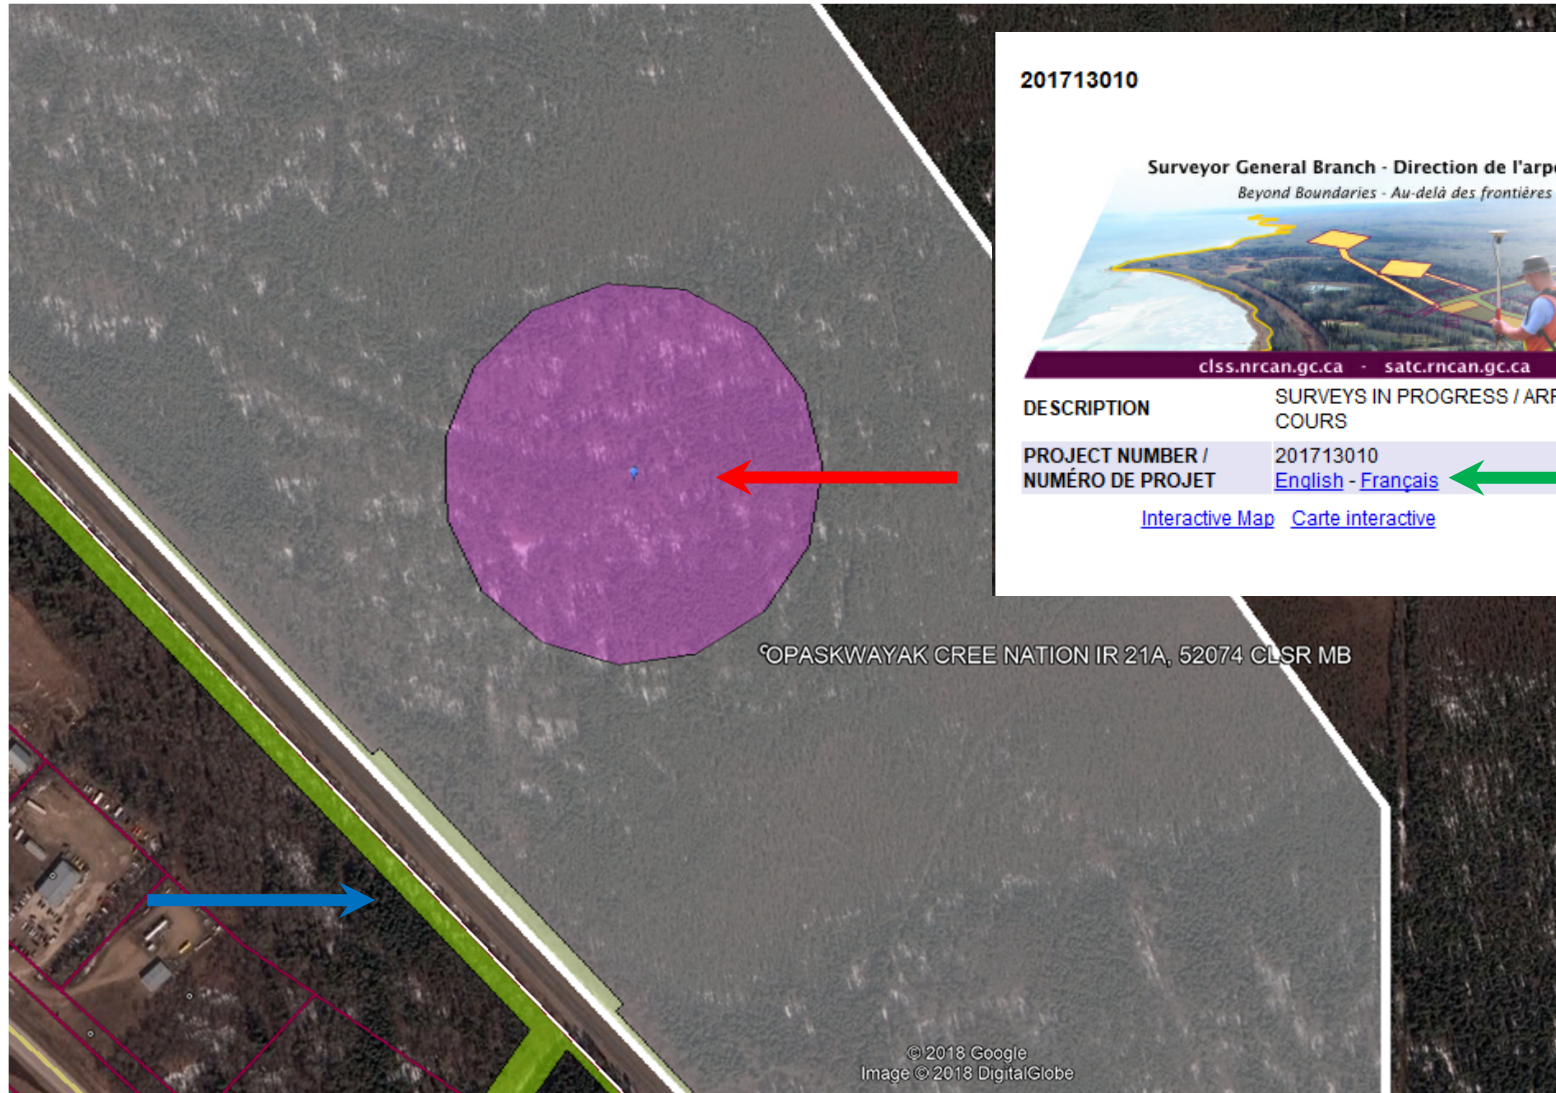 201713010
Surveyor General Branch - Direction de l'arpe
Beyond Boundaries - Au-delà des frontières
clss.nrcan.gc.ca - satc.rncan.gc.ca
DESCRIPTION
SURVEYS IN PROGRESS / ARP
COURS
PROJECT NUMBER /
NUMÉRO DE PROJET
201713010
English - Français
Interactive Map Carte interactive
OPASKWAYAK CREE NATION IR 21A, 52074 CLSR MB
© 2018 Google
Image © 2018 DigitalGlobe